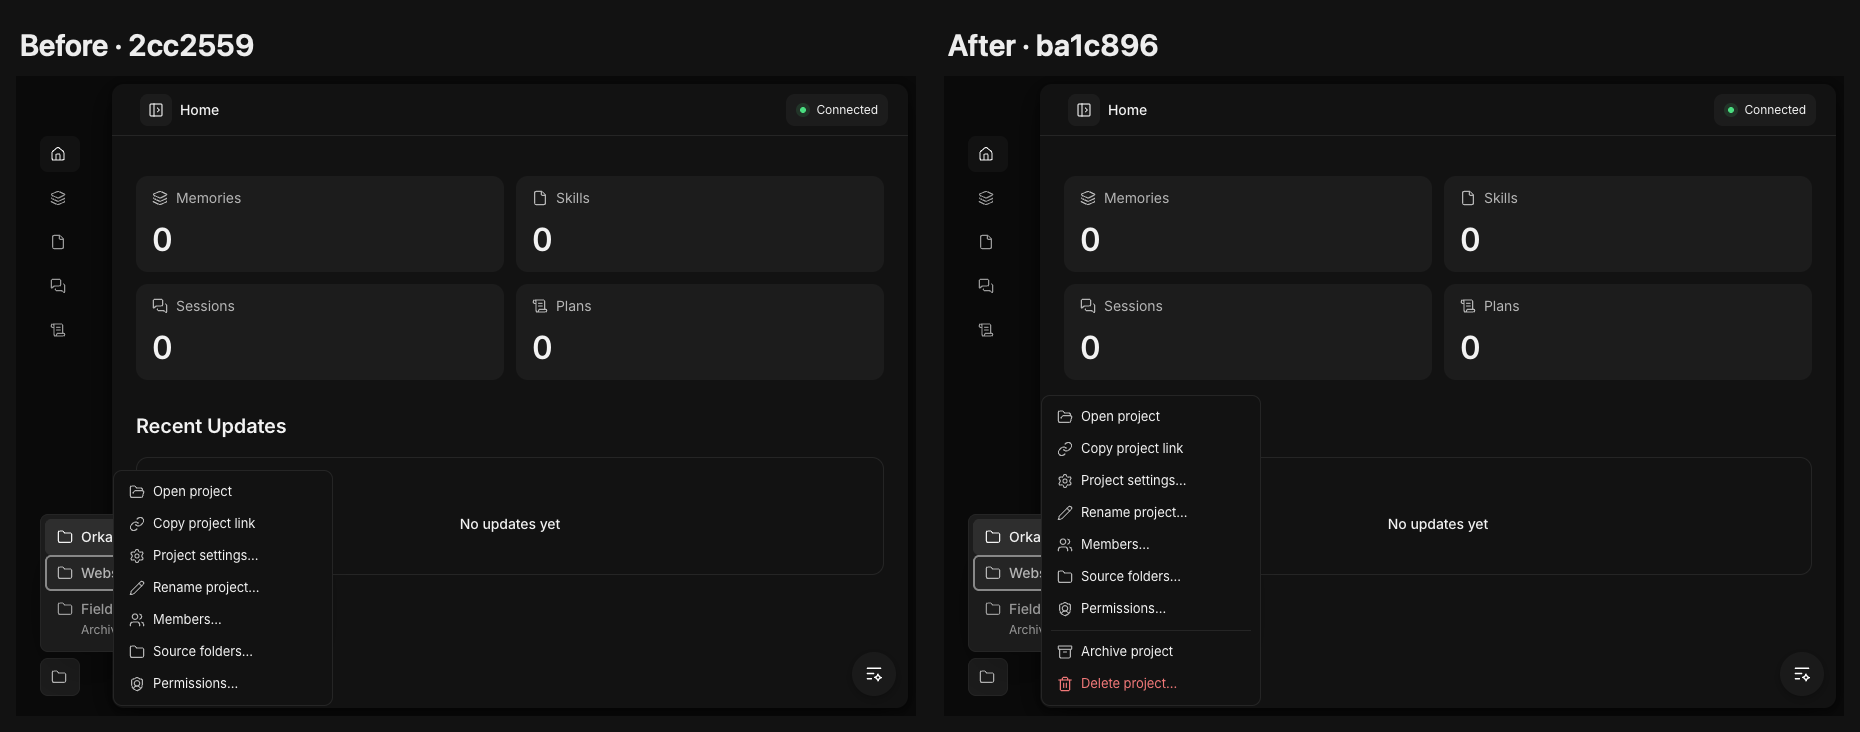 Before · 2cc2559
Home
Connected
Memories
0
Skills
0
Sessions
0
Plans
0
Recent Updates
No updates yet
Open project
Copy project link
Project settings...
Rename project...
Members...
Source folders...
Permissions...
Orka
Webs
Field
Archiv
After · ba1c896
Home
Connected
Memories
0
Skills
0
Sessions
0
Plans
0
No updates yet
Open project
Copy project link
Project settings...
Rename project...
Members...
Source folders...
Permissions...
Archive project
Delete project...
Orka
Webs
Field
Archiv